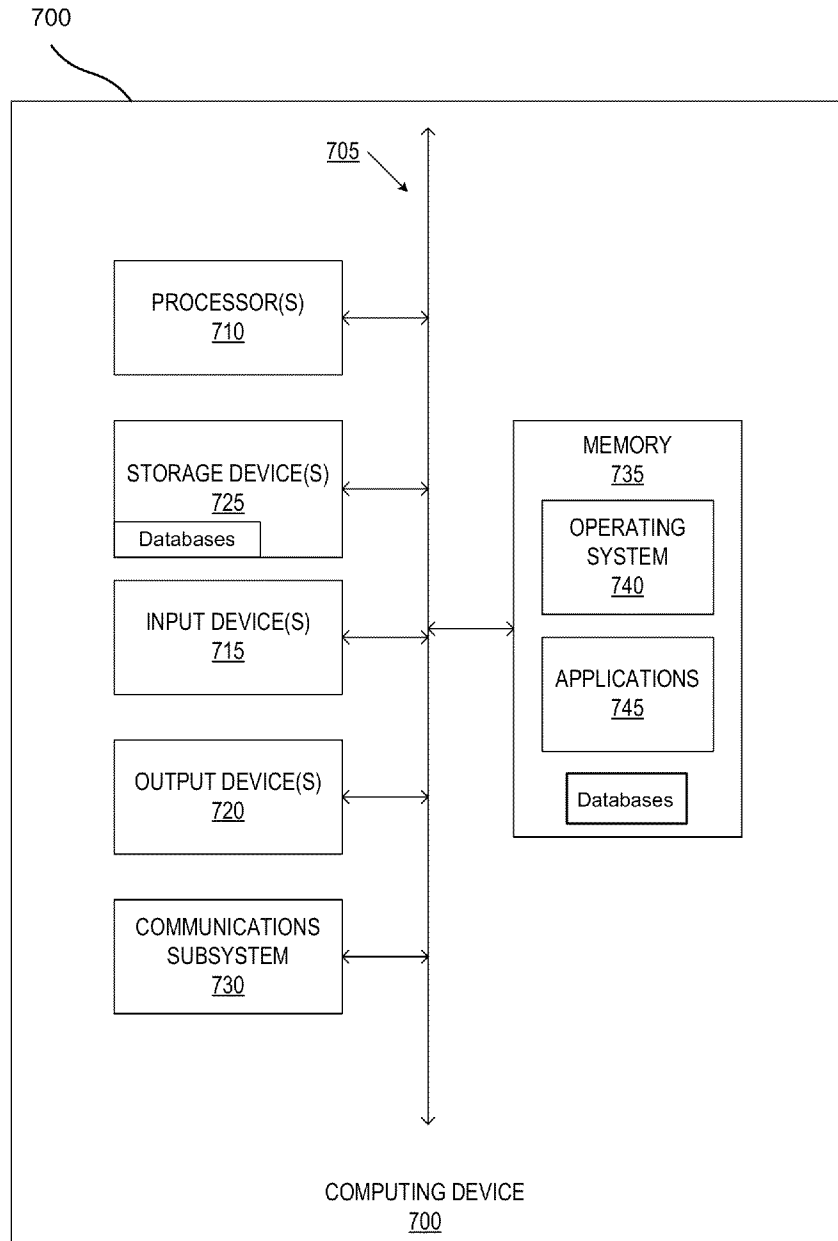 700
705
PROCESSOR(S)
710
STORAGE DEVICE(S)
725
Databases
INPUT DEVICE(S)
715
OUTPUT DEVICE(S)
720
COMMUNICATIONS
SUBSYSTEM
730
MEMORY
735
OPERATING
SYSTEM
740
APPLICATIONS
745
Databases
COMPUTING DEVICE
700